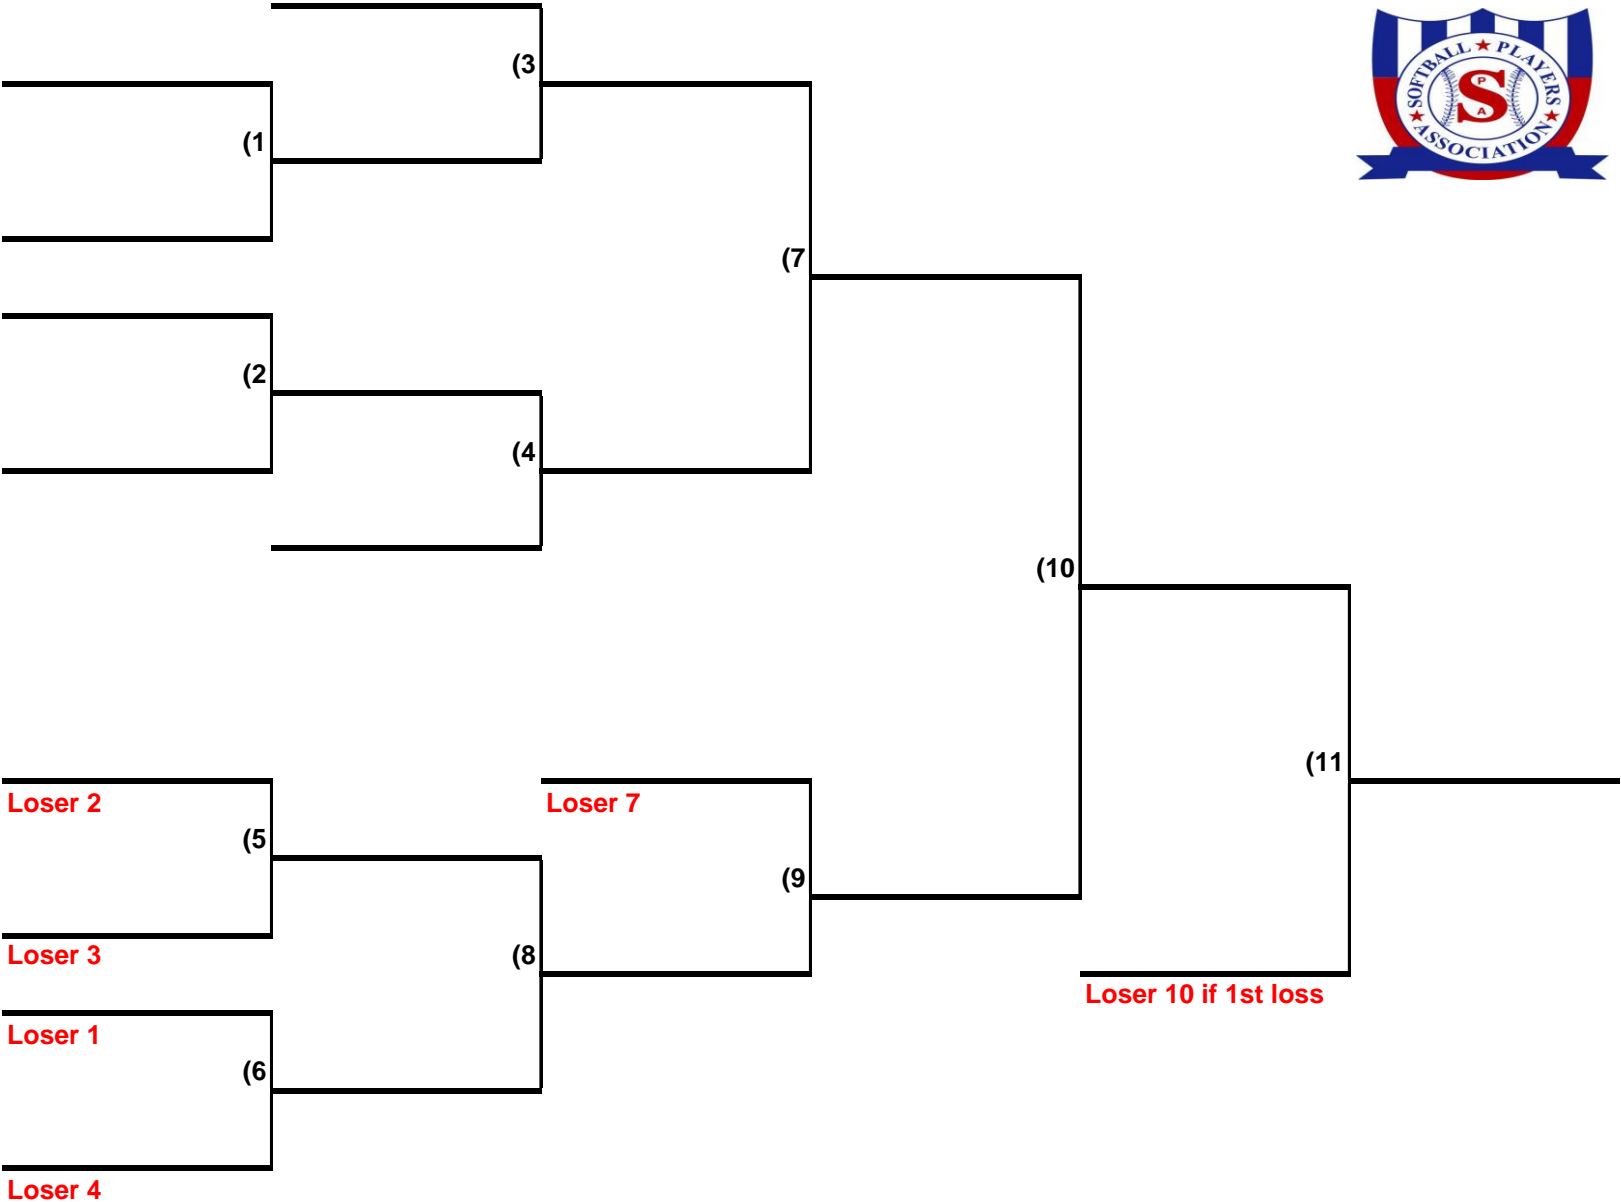 (3
SOFTBALL ★ PLAYERS
★ ASSOCIATION ★
P
S
A
(1
(7
(2
(4
(10
(11
Loser 2
Loser 7
(5
(9
Loser 3
(8
Loser 10 if 1st loss
Loser 1
(6
Loser 4